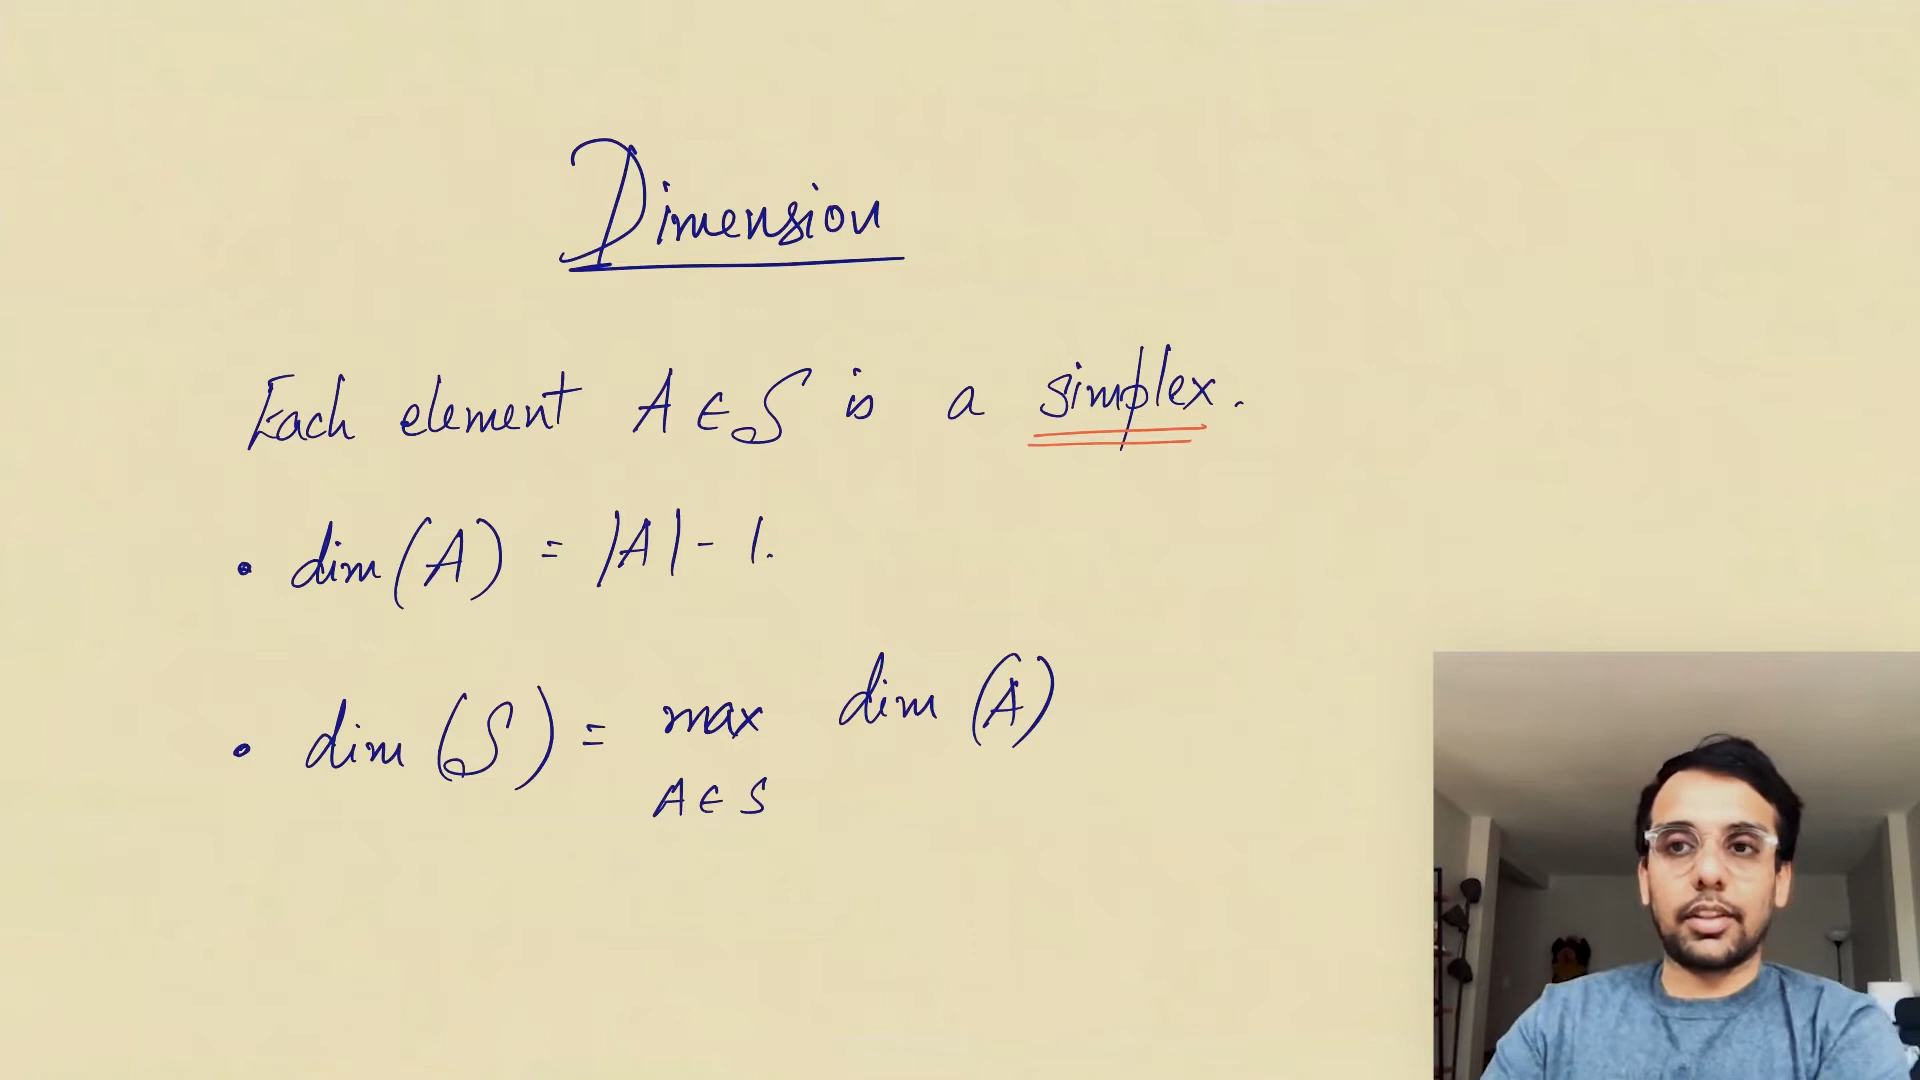 Dimension
Each element A ∈ S is a simplex.
• dim(A) = |A| - 1.
• dim(S) = max dim(A)
A ∈ S